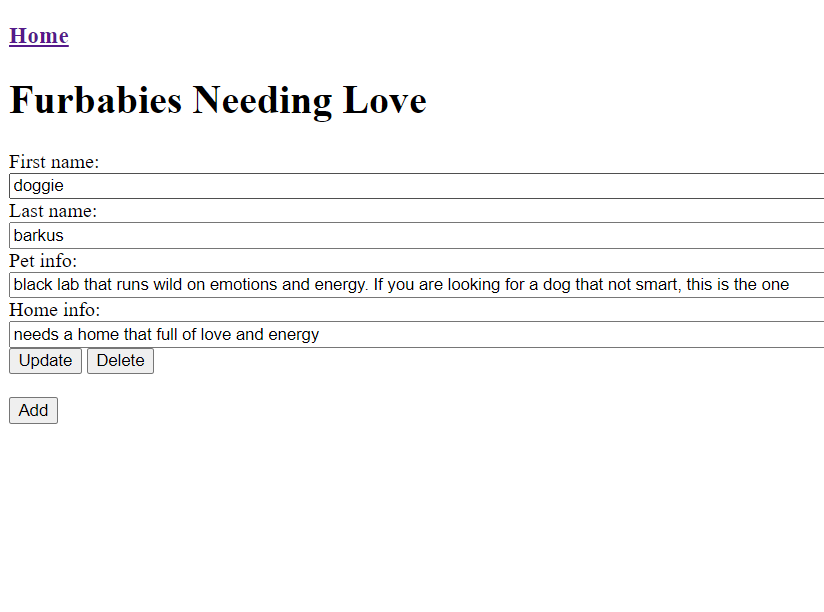 Home
Furbabies Needing Love
First name:
doggie
Last name:
barkus
Pet info:
black lab that runs wild on emotions and energy. If you are looking for a dog that not smart, this is the one
Home info:
needs a home that full of love and energy
Update Delete
Add